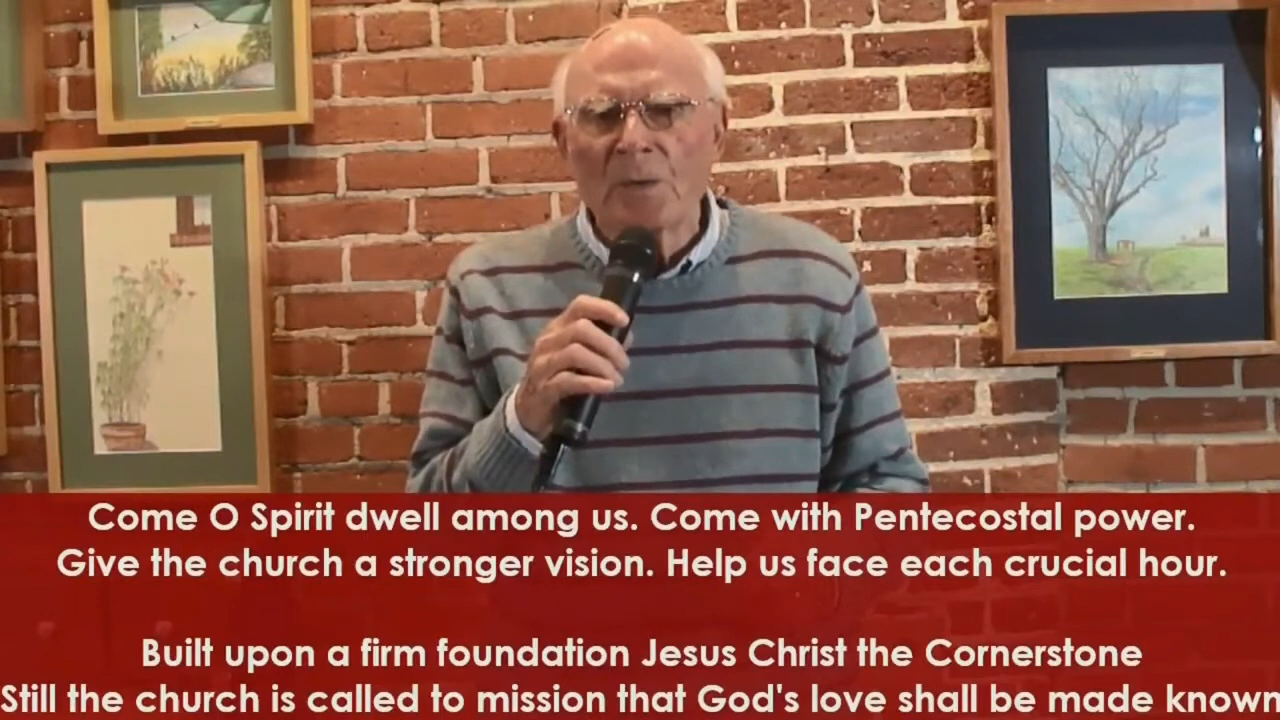 Come O Spirit dwell among us. Come with Pentecostal power.
Give the church a stronger vision. Help us face each crucial hour.
Built upon a firm foundation Jesus Christ the Cornerstone
Still the church is called to mission that God's love shall be made known